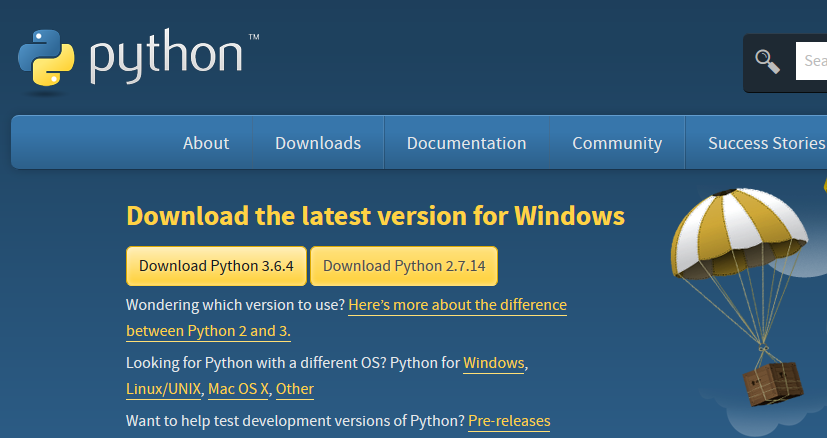 python™
Sea
About Downloads Documentation Community Success Stories
Download the latest version for Windows
Download Python 3.6.4 Download Python 2.7.14
Wondering which version to use? Here’s more about the difference
between Python 2 and 3.
Looking for Python with a different OS? Python for Windows,
Linux/UNIX, Mac OS X, Other
Want to help test development versions of Python? Pre-releases